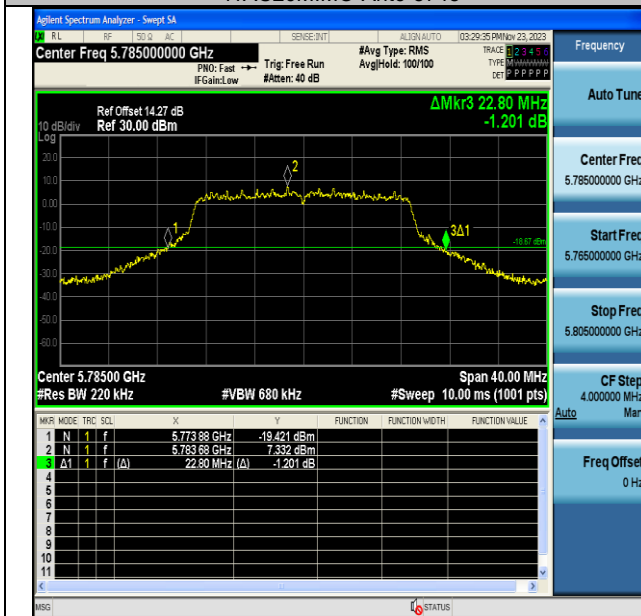 Agilent Spectrum Analyzer - Swept SA
RL RF 50 Ω AC SENSE:INT ALIGN AUTO 03:29:35 PM Nov 23, 2023
Center Freq 5.785000000 GHz
#Avg Type: RMS
TRACE 1 2 3 4 5 6
PNO: Fast
Trig: Free Run
Avg|Hold: 100/100
TYPE M
IFGain:Low
#Atten: 40 dB
DET P P P P P P
Ref Offset 14.27 dB
ΔMkr3 22.80 MHz
10 dB/div
Ref 30.00 dBm
-1.201 dB
Log
20.0
10.0
0.00
-10.0
-20.0
-30.0
-40.0
-50.0
-60.0
1
2
3Δ1
-18.67 dBm
Center 5.78500 GHz
Span 40.00 MHz
#Res BW 220 kHz
#VBW 680 kHz
#Sweep 10.00 ms (1001 pts)
MKR MODE TRC SCL X Y FUNCTION FUNCTION WIDTH FUNCTION VALUE
1 N 1 f 5.773 88 GHz -19.421 dBm
2 N 1 f 5.783 68 GHz 7.332 dBm
3 Δ1 1 f (Δ) 22.80 MHz (Δ) -1.201 dB
4
5
6
7
8
9
10
11
MSG
STATUS
Frequency
Auto Tune
Center Freq
5.785000000 GHz
Start Freq
5.765000000 GHz
Stop Freq
5.805000000 GHz
CF Step
4.000000 MHz
Auto Man
Freq Offset
0 Hz